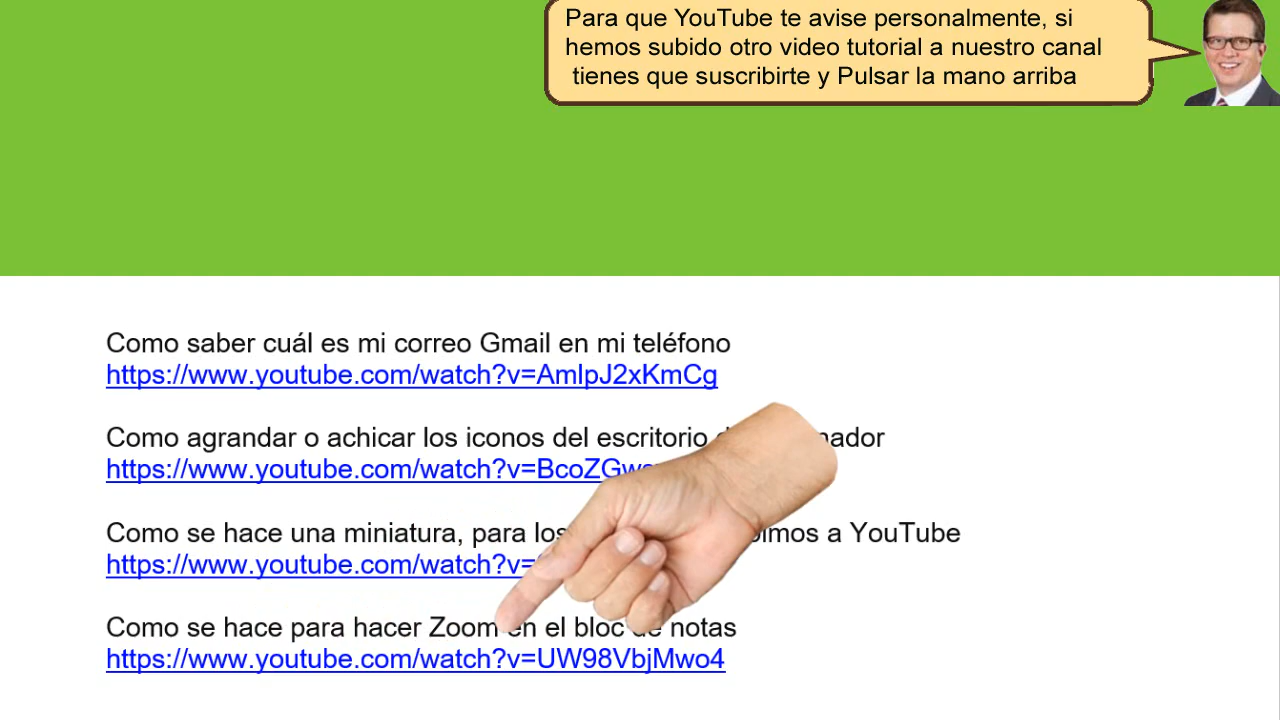 Para que YouTube te avise personalmente, si
hemos subido otro video tutorial a nuestro canal
tienes que suscribirte y Pulsar la mano arriba
Como saber cuál es mi correo Gmail en mi teléfono
https://www.youtube.com/watch?v=AmlpJ2xKmCg
Como agrandar o achicar los iconos del escritorio
https://www.youtube.com/watch?v=BcoZGw
Como se hace una miniatura, para los a YouTube
https://www.youtube.com/watch?v=
Como se hace para hacer Zoom en el bloc de notas
https://www.youtube.com/watch?v=UW98VbjMwo4